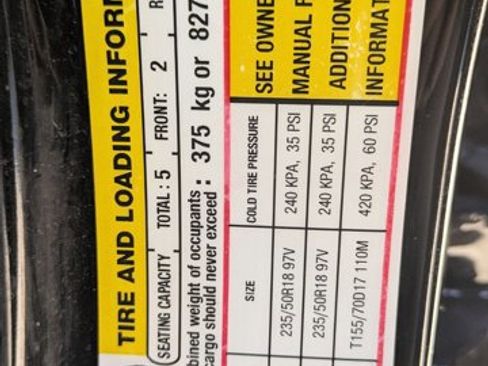 TIRE AND LOADING INFORM
SEATING CAPACITY TOTAL : 5 FRONT: 2 R
bined weight of occupants
cargo should never exceed : 375 kg or 827
SIZE COLD TIRE PRESSURE SEE OWNE
235/50R18 97V 240 KPA, 35 PSI MANUAL F
235/50R18 97V 240 KPA, 35 PSI ADDITION
T155/70D17 110M 420 KPA, 60 PSI INFORMAT